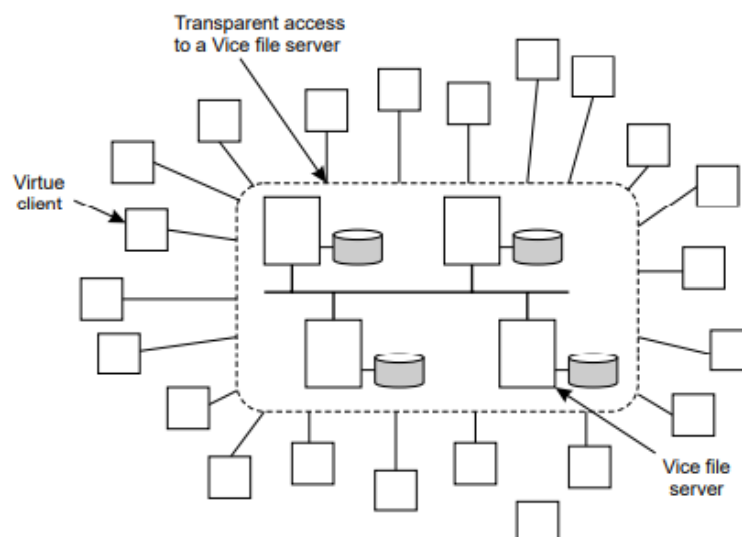 Transparent access
to a Vice file server
Virtue
client
Vice file
server